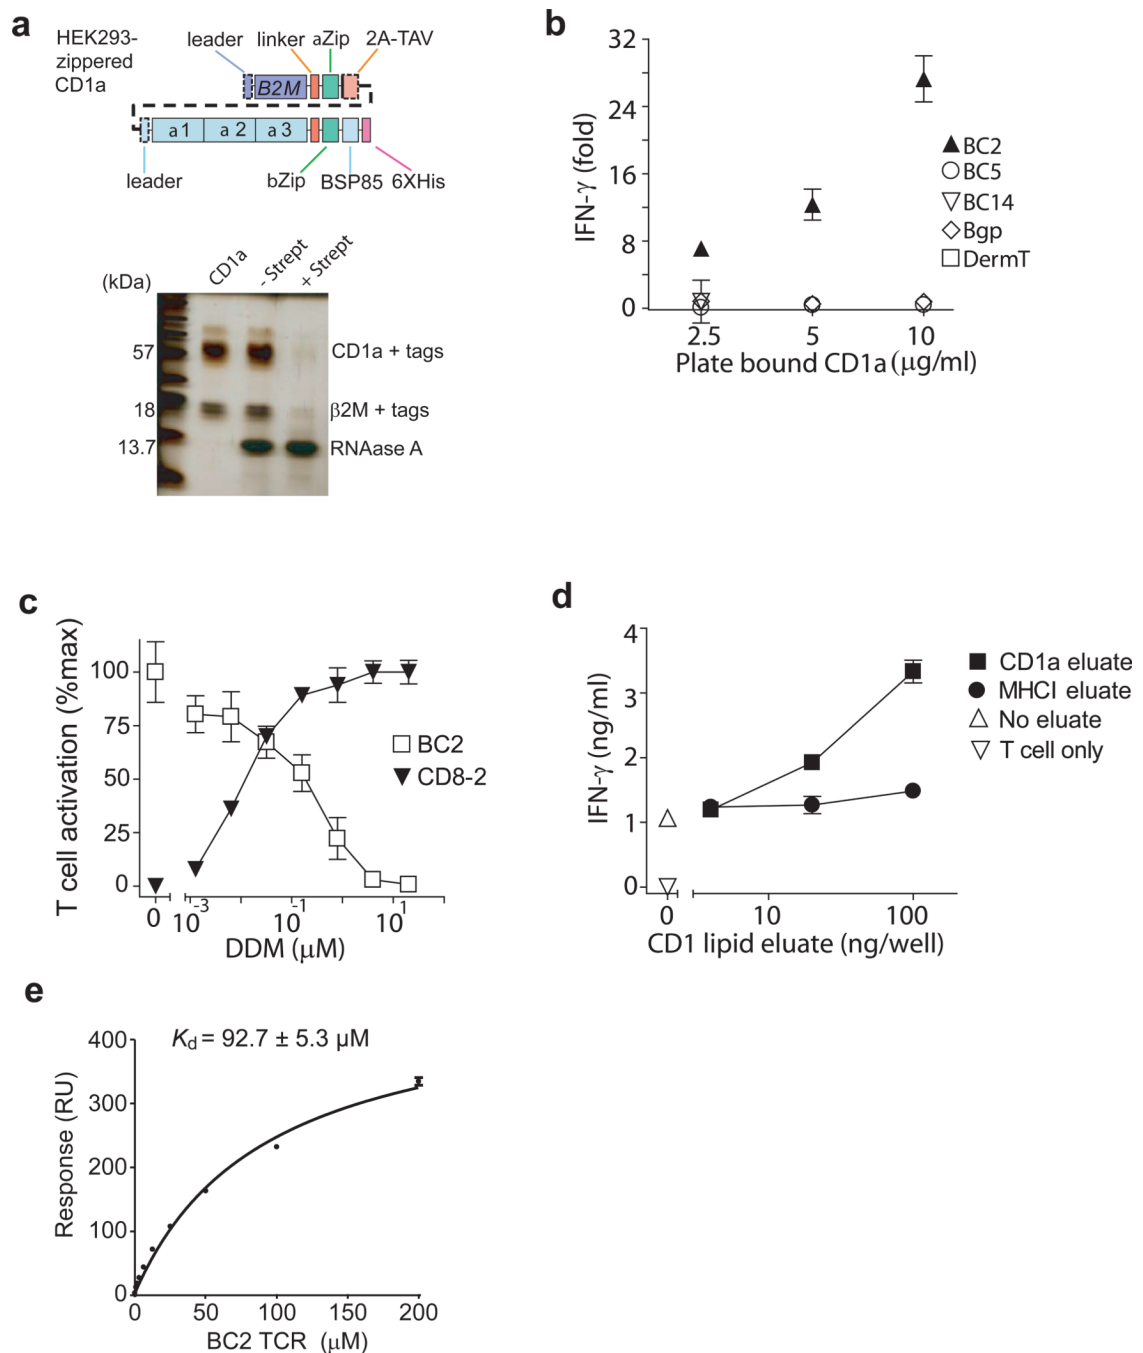 a
HEK293-
zippered
CD1a
leader linker aZip 2A-TAV
B2M
a 1 a 2 a 3
leader bZip BSP85 6XHis
(kDa) CD1a - Strept + Strept
57 CD1a + tags
18 β2M + tags
13.7 RNAase A
b
IFN-γ (fold)
32
24
16
8
0
2.5 5 10
Plate bound CD1a (μg/ml)
BC2
BC5
BC14
Bgp
DermT
c
T cell activation (%max)
100
75
50
25
0
0 10-3 10-1 101
DDM (μM)
BC2
CD8-2
d
IFN-γ (ng/ml)
4
3
2
1
0
0 10 100
CD1 lipid eluate (ng/well)
CD1a eluate
MHCI eluate
No eluate
T cell only
e
Kd = 92.7 ± 5.3 μM
Response (RU)
400
300
200
100
0
0 50 100 150 200
BC2 TCR (μM)